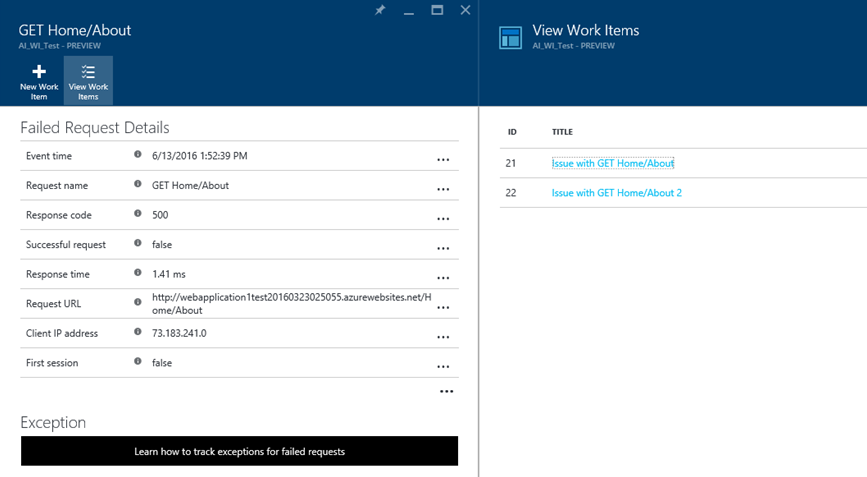 GET Home/About
AI_WI_Test - PREVIEW
New Work
Item
View Work
Items
Failed Request Details
Event time 6/13/2016 1:52:39 PM ...
Request name GET Home/About ...
Response code 500 ...
Successful request false ...
Response time 1.41 ms ...
Request URL http://webapplication1test20160323025055.azurewebsites.net/H
ome/About ...
Client IP address 73.183.241.0 ...
First session false ...
...
Exception
Learn how to track exceptions for failed requests
View Work Items
AI_WI_Test - PREVIEW
ID TITLE
21 Issue with GET Home/About
22 Issue with GET Home/About 2